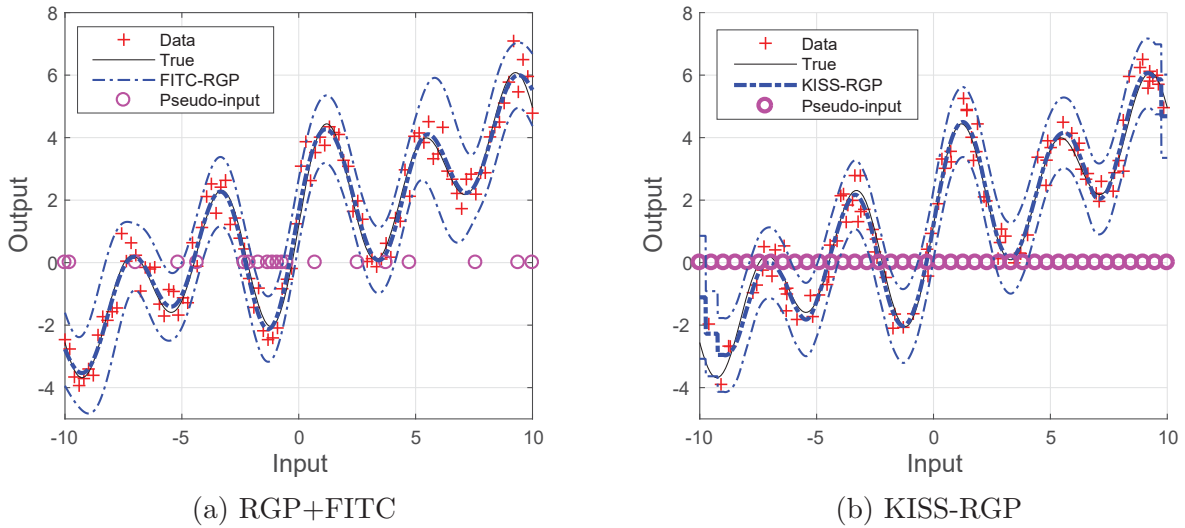 8
6
4
2
0
-2
-4
Output
Data
True
FITC-RGP
Pseudo-input
-10
-5
0
5
10
Input
(a) RGP+FITC
8
6
4
2
0
-2
-4
Output
Data
True
KISS-RGP
Pseudo-input
-10
-5
0
5
10
Input
(b) KISS-RGP